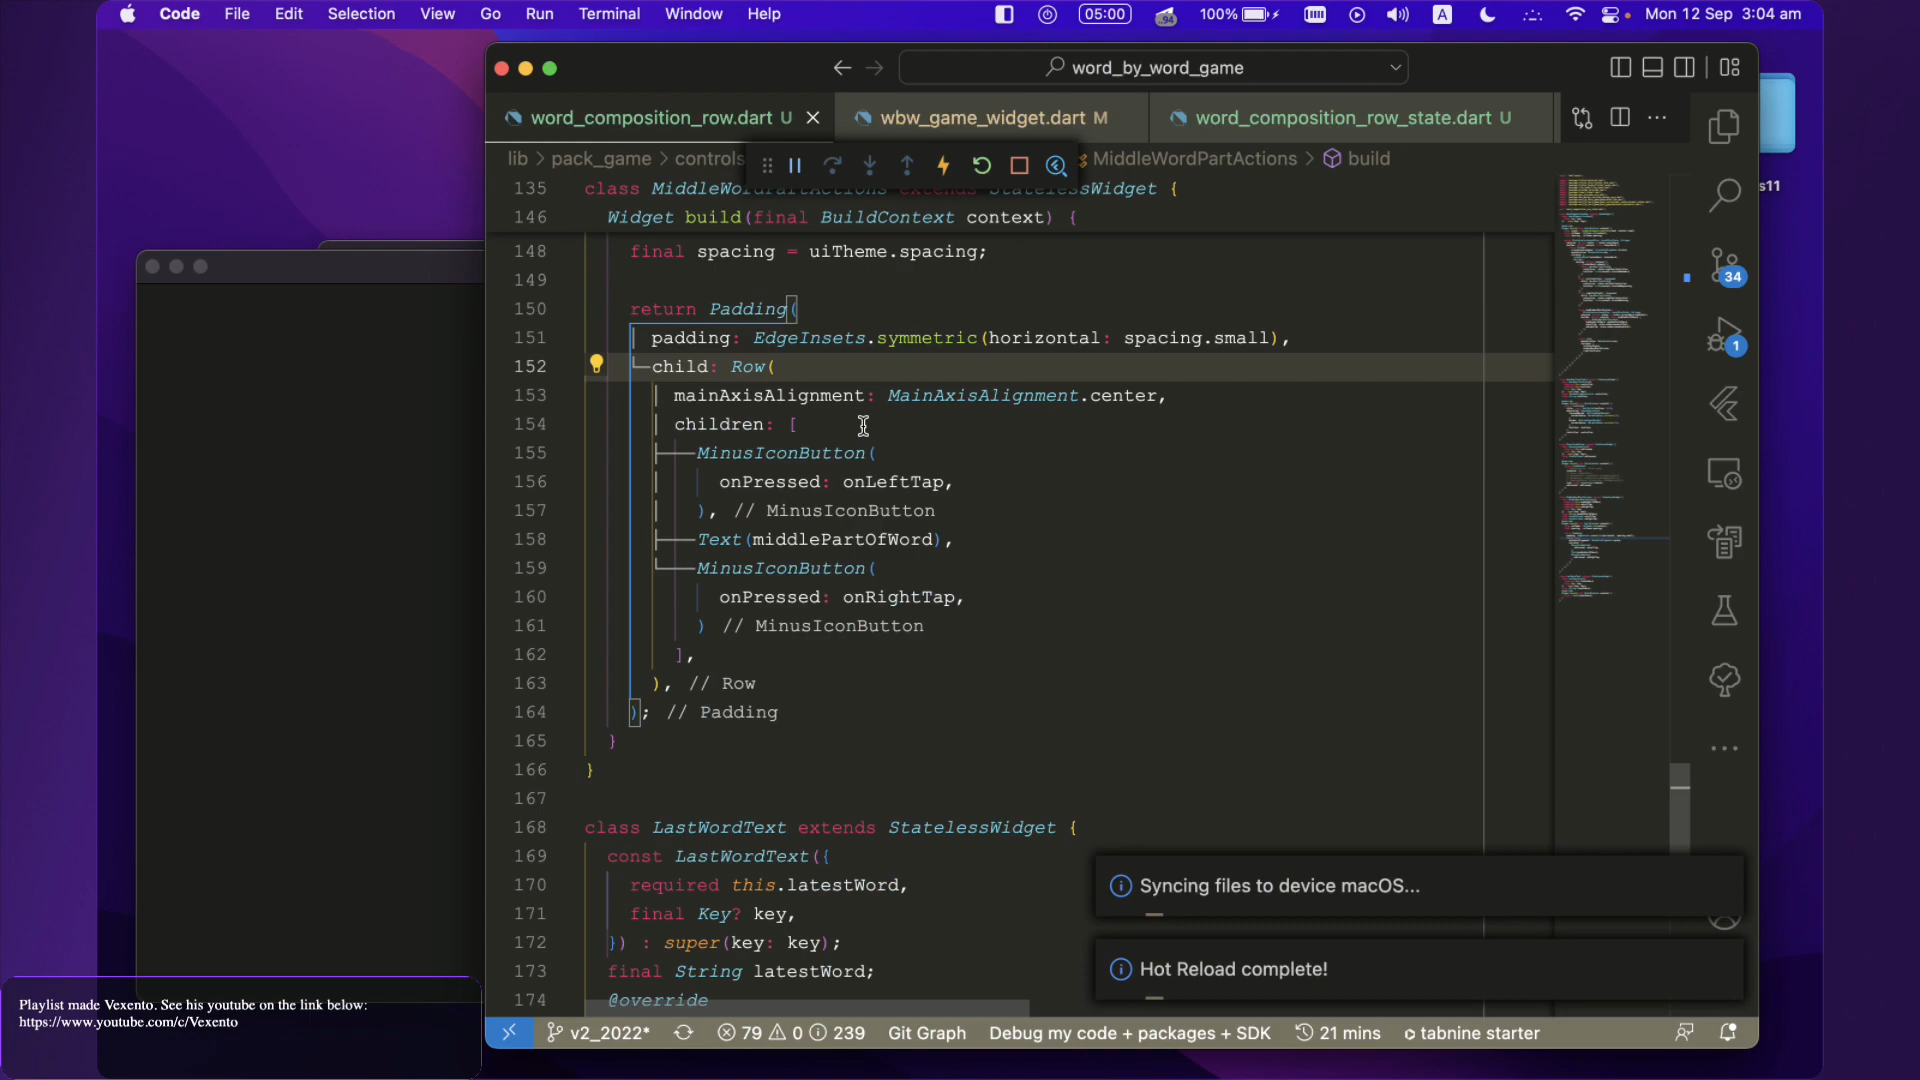 Code File Edit Selection View Go Run Terminal Window Help 05:00 94 100% A Mon 12 Sep 3:04 am
word_by_word_game
word_composition_row.dart U wbw_game_widget.dart M word_composition_row_state.dart U
lib > pack_game > controls MiddleWordPartActions > build
s11
135 class MiddleWordPartActions extends StatelessWidget {
146 Widget build(final BuildContext context) {
148 final spacing = uiTheme.spacing;
149
150 return Padding(
151 padding: EdgeInsets.symmetric(horizontal: spacing.small),
152 child: Row(
153 mainAxisAlignment: MainAxisAlignment.center,
154 children: [
155 MinusIconButton(
156 onPressed: onLeftTap,
157 ), // MinusIconButton
158 Text(middlePartOfWord),
159 MinusIconButton(
160 onPressed: onRightTap,
161 ) // MinusIconButton
162 ],
163 ), // Row
164 ); // Padding
165 }
166 }
167
168 class LastWordText extends StatelessWidget {
169 const LastWordText({
170 required this.latestWord,
171 final Key? key,
172 }) : super(key: key);
173 final String latestWord;
174 @override
34
1
Syncing files to device macOS...
Hot Reload complete!
Playlist made Vexento. See his youtube on the link below:
https://www.youtube.com/c/Vexento
v2_2022* 79 0 239 Git Graph Debug my code + packages + SDK 21 mins tabnine starter